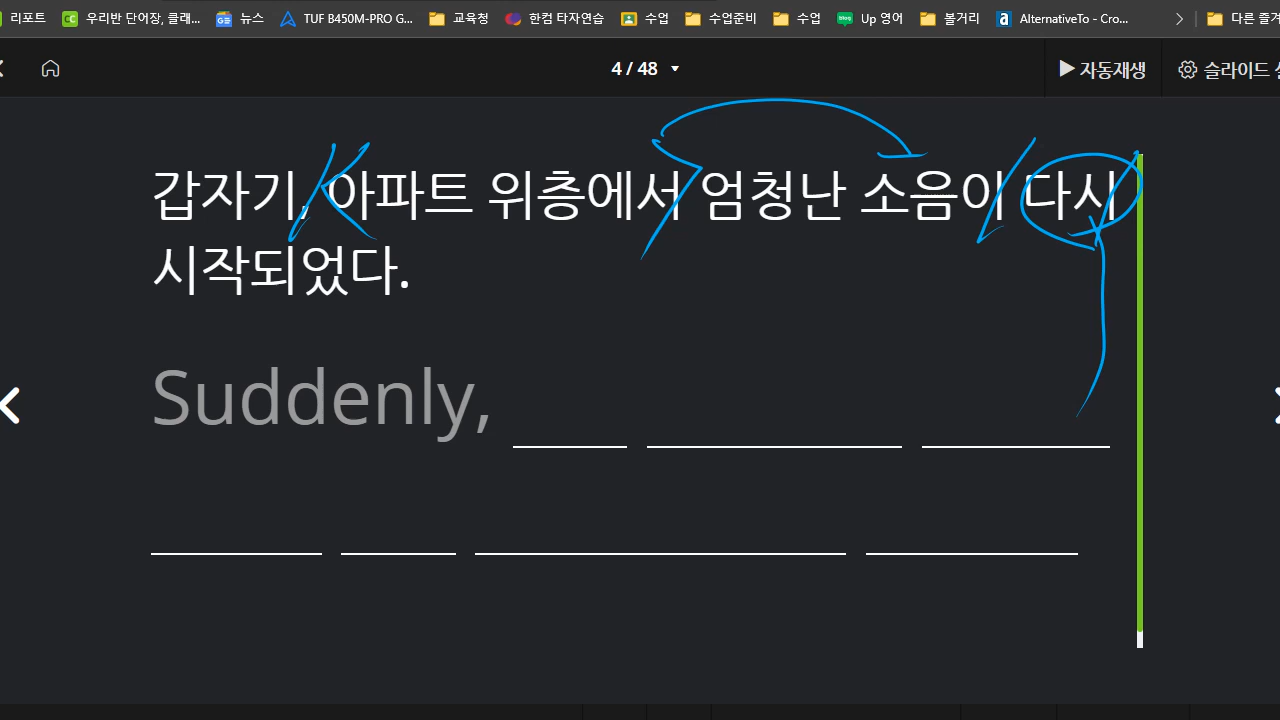 리포트 우리반 단어장, 클래... 뉴스 TUF B450M-PRO G... 교육청 한컴 타자연습 수업 수업준비 수업 Up 영어 볼거리 AlternativeTo - Cro... 다른 즐겨
4 / 48 자동재생 슬라이드
갑자기, 아파트 위층에서 엄청난 소음이 다시
시작되었다.
Suddenly,